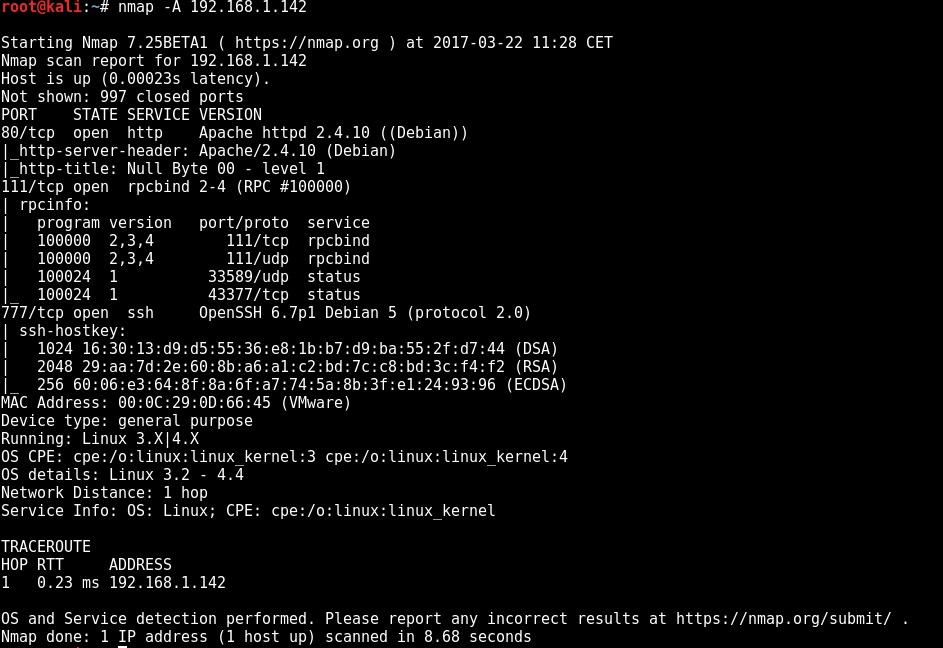 root@kali:~# nmap -A 192.168.1.142

Starting Nmap 7.25BETA1 ( https://nmap.org ) at 2017-03-22 11:28 CET
Nmap scan report for 192.168.1.142
Host is up (0.00023s latency).
Not shown: 997 closed ports
PORT    STATE SERVICE VERSION
80/tcp  open  http    Apache httpd 2.4.10 ((Debian))
|_http-server-header: Apache/2.4.10 (Debian)
|_http-title: Null Byte 00 - level 1
111/tcp open  rpcbind 2-4 (RPC #100000)
| rpcinfo:
|   program version   port/proto  service
|   100000  2,3,4        111/tcp  rpcbind
|   100000  2,3,4        111/udp  rpcbind
|   100024  1          33589/udp  status
|_  100024  1          43377/tcp  status
777/tcp open  ssh     OpenSSH 6.7p1 Debian 5 (protocol 2.0)
| ssh-hostkey:
|   1024 16:30:13:d9:d5:55:36:e8:1b:b7:d9:ba:55:2f:d7:44 (DSA)
|   2048 29:aa:7d:2e:60:8b:a6:a1:c2:bd:7c:c8:bd:3c:f4:f2 (RSA)
|_  256 60:06:e3:64:8f:8a:6f:a7:74:5a:8b:3f:e1:24:93:96 (ECDSA)
MAC Address: 00:0C:29:0D:66:45 (VMware)
Device type: general purpose
Running: Linux 3.X|4.X
OS CPE: cpe:/o:linux:linux_kernel:3 cpe:/o:linux:linux_kernel:4
OS details: Linux 3.2 - 4.4
Network Distance: 1 hop
Service Info: OS: Linux; CPE: cpe:/o:linux:linux_kernel

TRACEROUTE
HOP RTT     ADDRESS
1   0.23 ms 192.168.1.142

OS and Service detection performed. Please report any incorrect results at https://nmap.org/submit/ .
Nmap done: 1 IP address (1 host up) scanned in 8.68 seconds